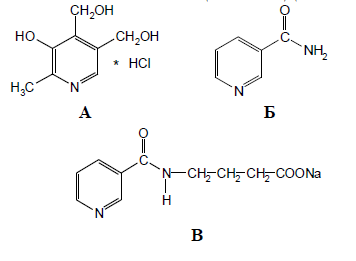 CH₂OH
HO CH₂OH
* HCl
H₃C N
А
O
C
NH₂
N
Б
O
C N CH₂ CH₂ CH₂ COONa
H
N
В